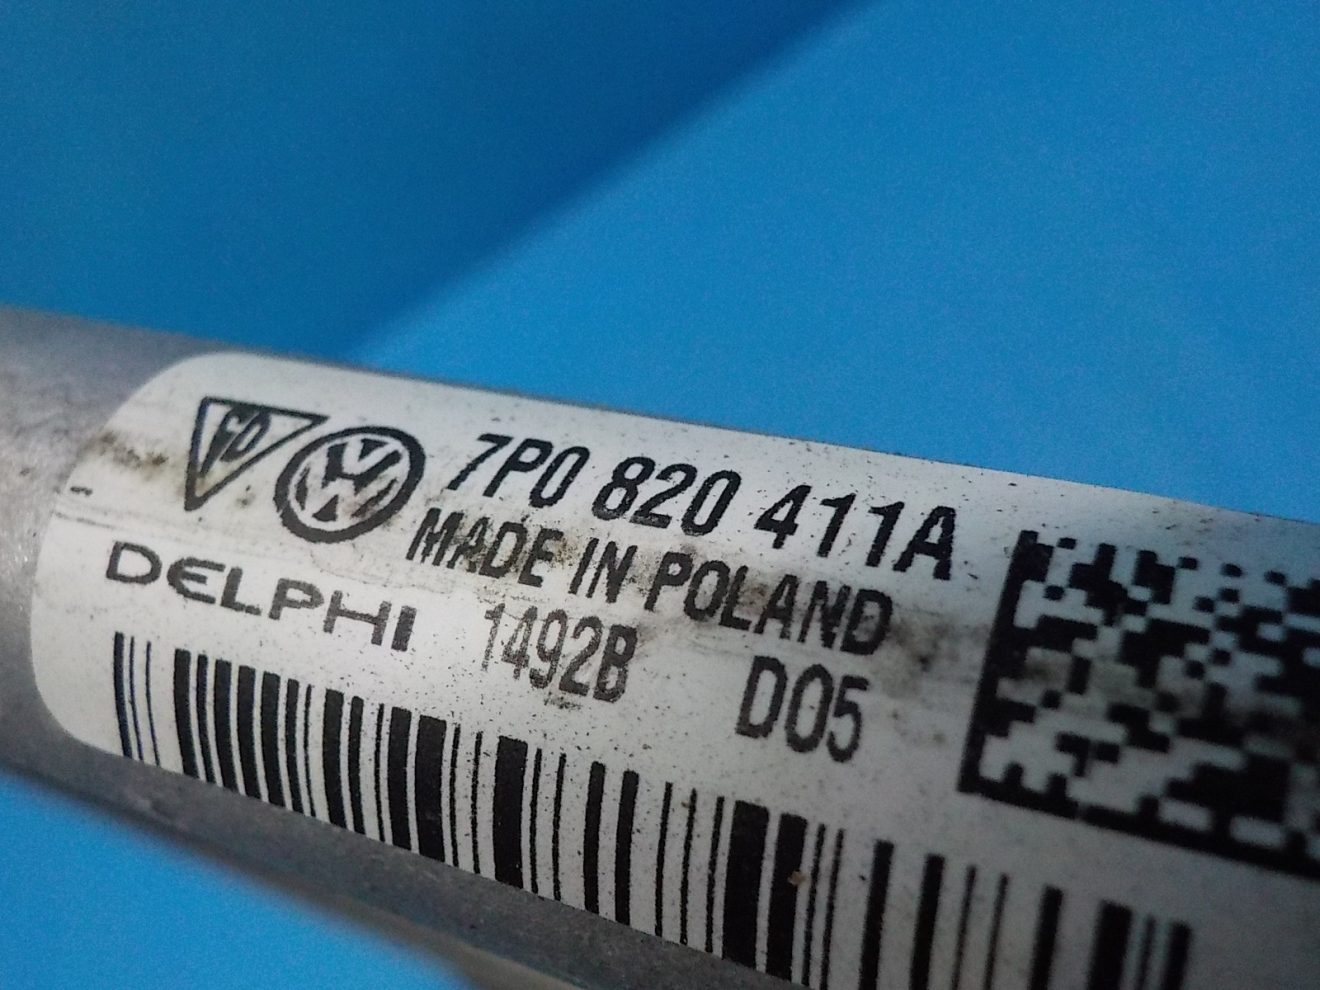 7P0 820 411A
MADE IN POLAND
DELPHI 1492B D05